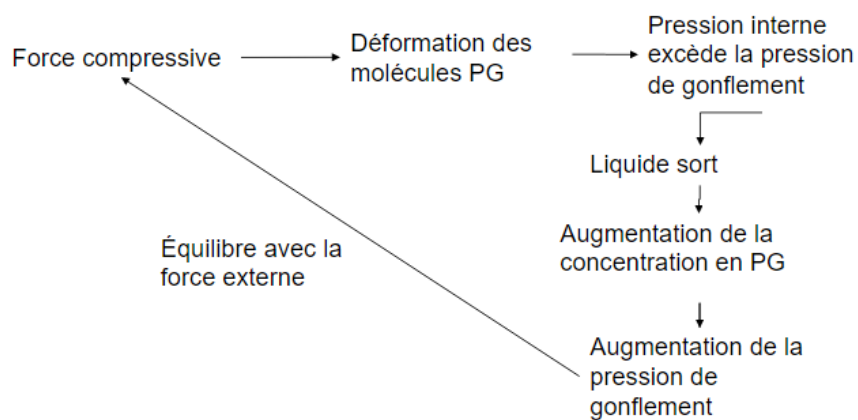 Force compressive
Déformation des
molécules PG
Pression interne
excède la pression
de gonflement
Liquide sort
Augmentation de la
concentration en PG
Augmentation de la
pression de
gonflement
Équilibre avec la
force externe